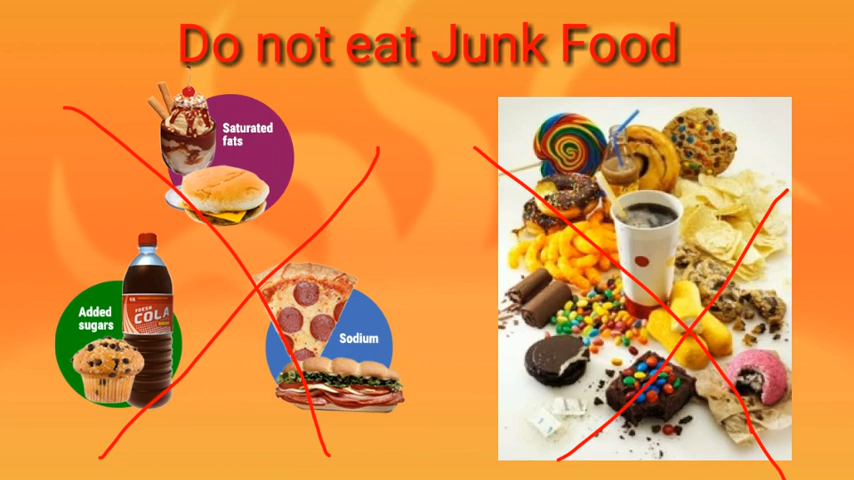 Do not eat Junk Food
Saturated
fats
Added
sugars
FRESH
COLA
Sodium